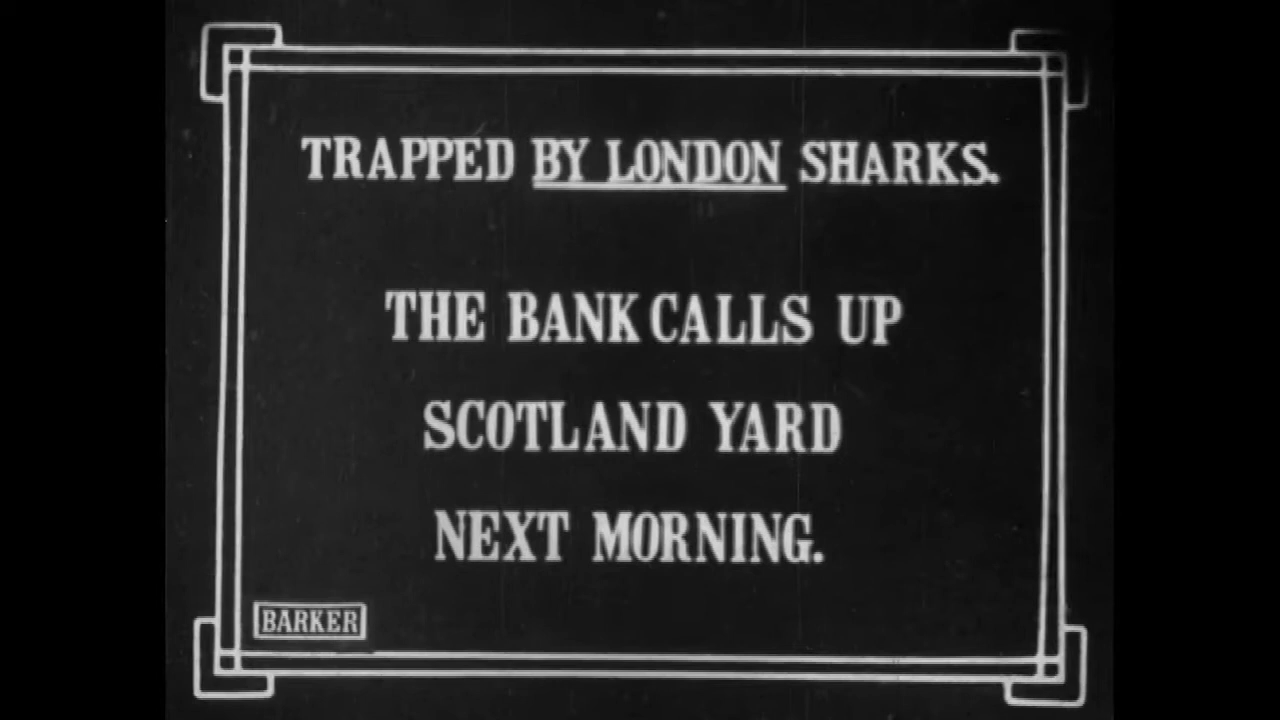 TRAPPED BY LONDON SHARKS.
THE BANK CALLS UP
SCOTLAND YARD
NEXT MORNING.
BARKER